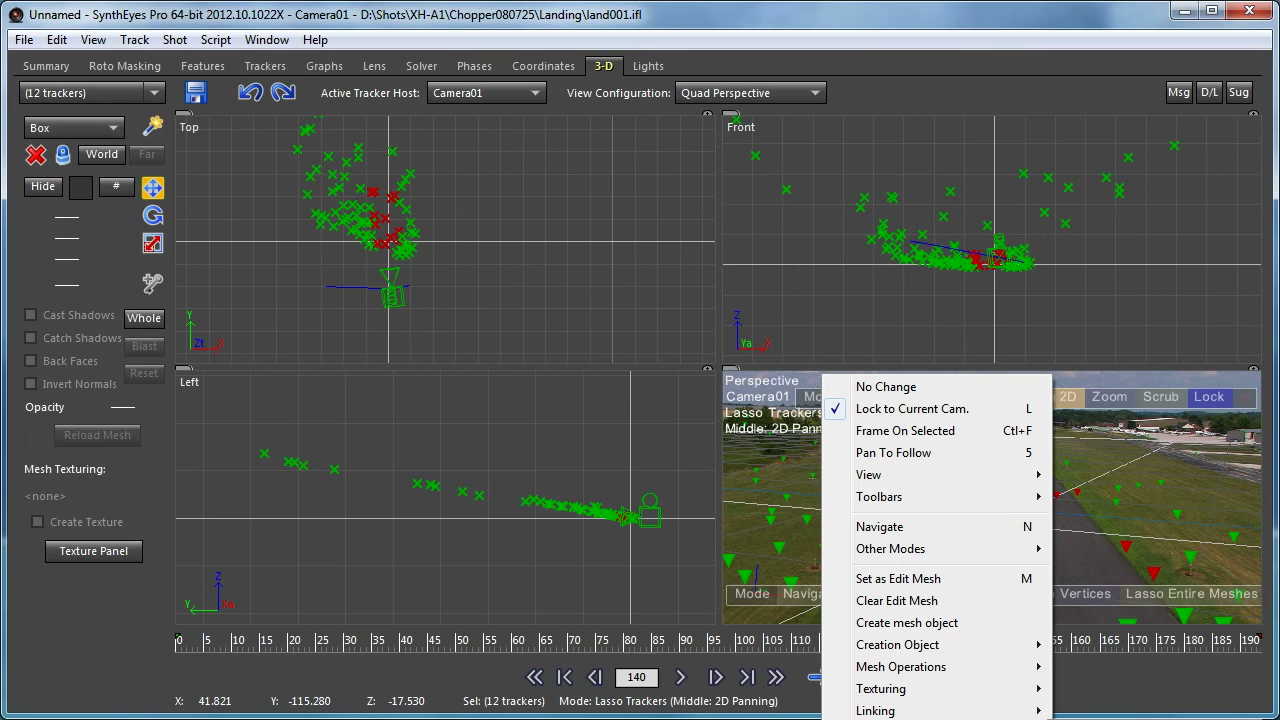 Unnamed - SynthEyes Pro 64-bit 2012.10.1022X - Camera01 - D:\Shots\XH-A1\Chopper080725\Landing\land001.ifl
File Edit View Track Shot Script Window Help
Summary Roto Masking Features Trackers Graphs Lens Solver Phases Coordinates 3-D Lights
(12 trackers) Active Tracker Host: Camera01 View Configuration: Quad Perspective Msg D/L Sug
Box
World Far
Hide #
Cast Shadows Whole
Catch Shadows
Blast
Back Faces
Reset
Invert Normals
Opacity
Reload Mesh
Mesh Texturing:
<none>
Create Texture
Texture Panel
Top
Y
Zt X
Front
Z
Ya X
Left
Z
Y Xa
Perspective
Camera01
Lasso Trackers
Middle: 2D Pann
2D Zoom Scrub Lock
Mode Naviga
Vertices Lasso Entire Meshes
No Change
Lock to Current Cam. L
Frame On Selected Ctl+F
Pan To Follow 5
View
Toolbars
Navigate N
Other Modes
Set as Edit Mesh M
Clear Edit Mesh
Create mesh object
Creation Object
Mesh Operations
Texturing
Linking
0 5 10 15 20 25 30 35 40 45 50 55 60 65 70 75 80 85 90 95 100 105 110 160 165 170 175 180 185 190
140
X: 41.821 Y: -115.280 Z: -17.530 Sel: (12 trackers) Mode: Lasso Trackers (Middle: 2D Panning)